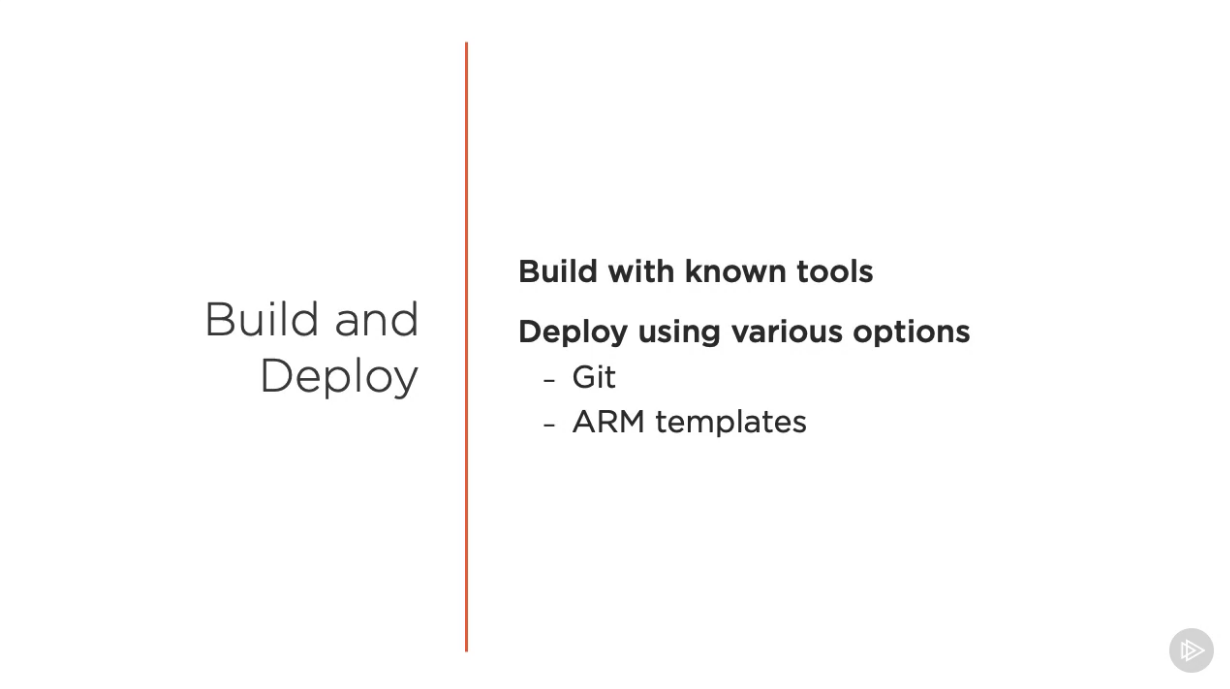 Build and
Deploy
Build with known tools
Deploy using various options
– Git
– ARM templates